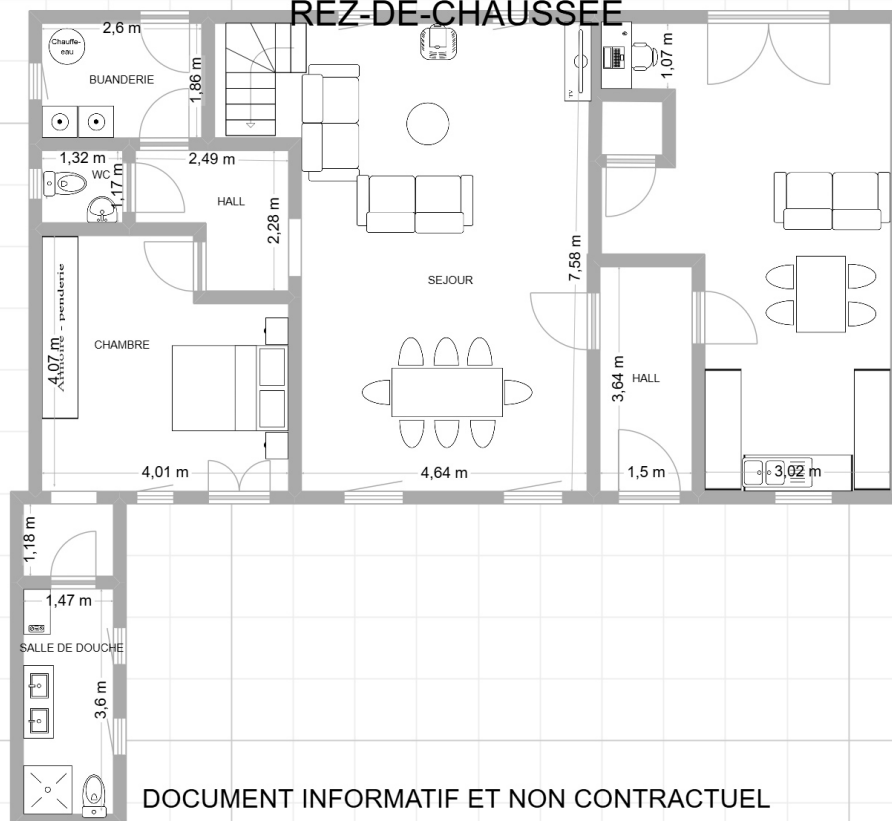 REZ-DE-CHAUSSEE
2,6 m
Chauffe-
eau
BUANDERIE
1,86 m
1,07 m
TV
1,32 m
WC
1,17 m
2,49 m
HALL
2,28 m
7,58 m
SEJOUR
Armoire - penderie
CHAMBRE
4,07 m
3,64 m
HALL
4,01 m
4,64 m
1,5 m
3,02 m
1,18 m
1,47 m
SALLE DE DOUCHE
3,6 m
DOCUMENT INFORMATIF ET NON CONTRACTUEL